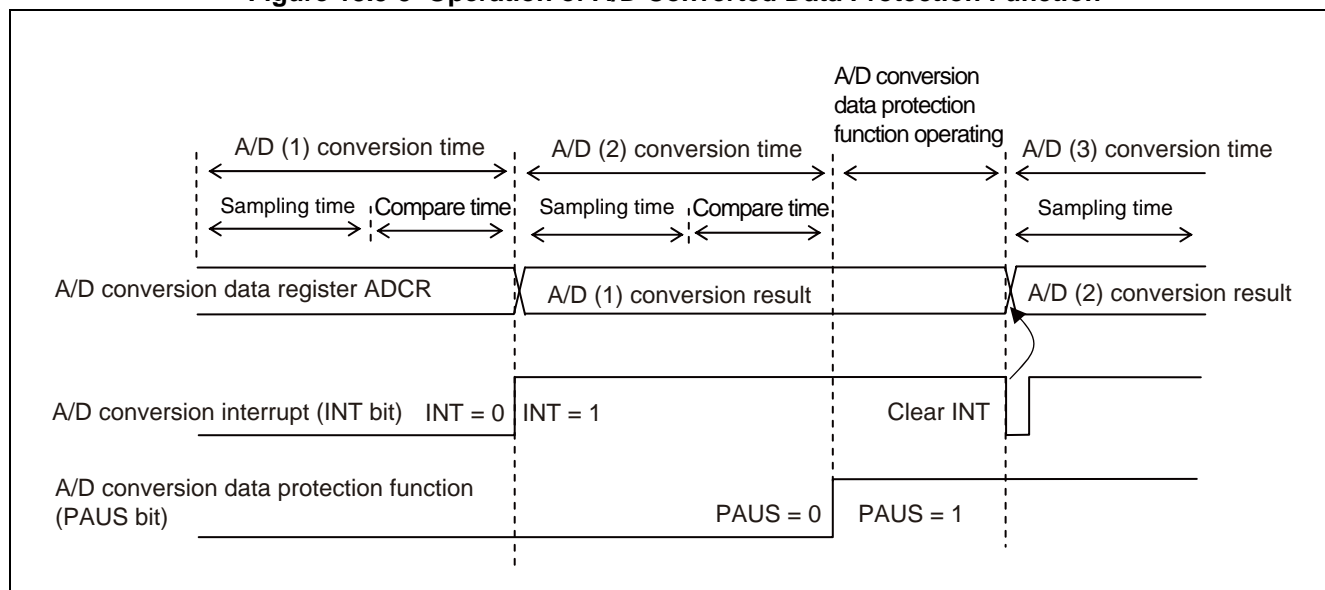 A/D conversion
data protection
function operating
A/D (1) conversion time
A/D (2) conversion time
A/D (3) conversion time
Sampling time
Compare time
Sampling time
Compare time
Sampling time
A/D conversion data register ADCR
A/D (1) conversion result
A/D (2) conversion result
A/D conversion interrupt (INT bit)
INT = 0
INT = 1
Clear INT
A/D conversion data protection function
(PAUS bit)
PAUS = 0
PAUS = 1